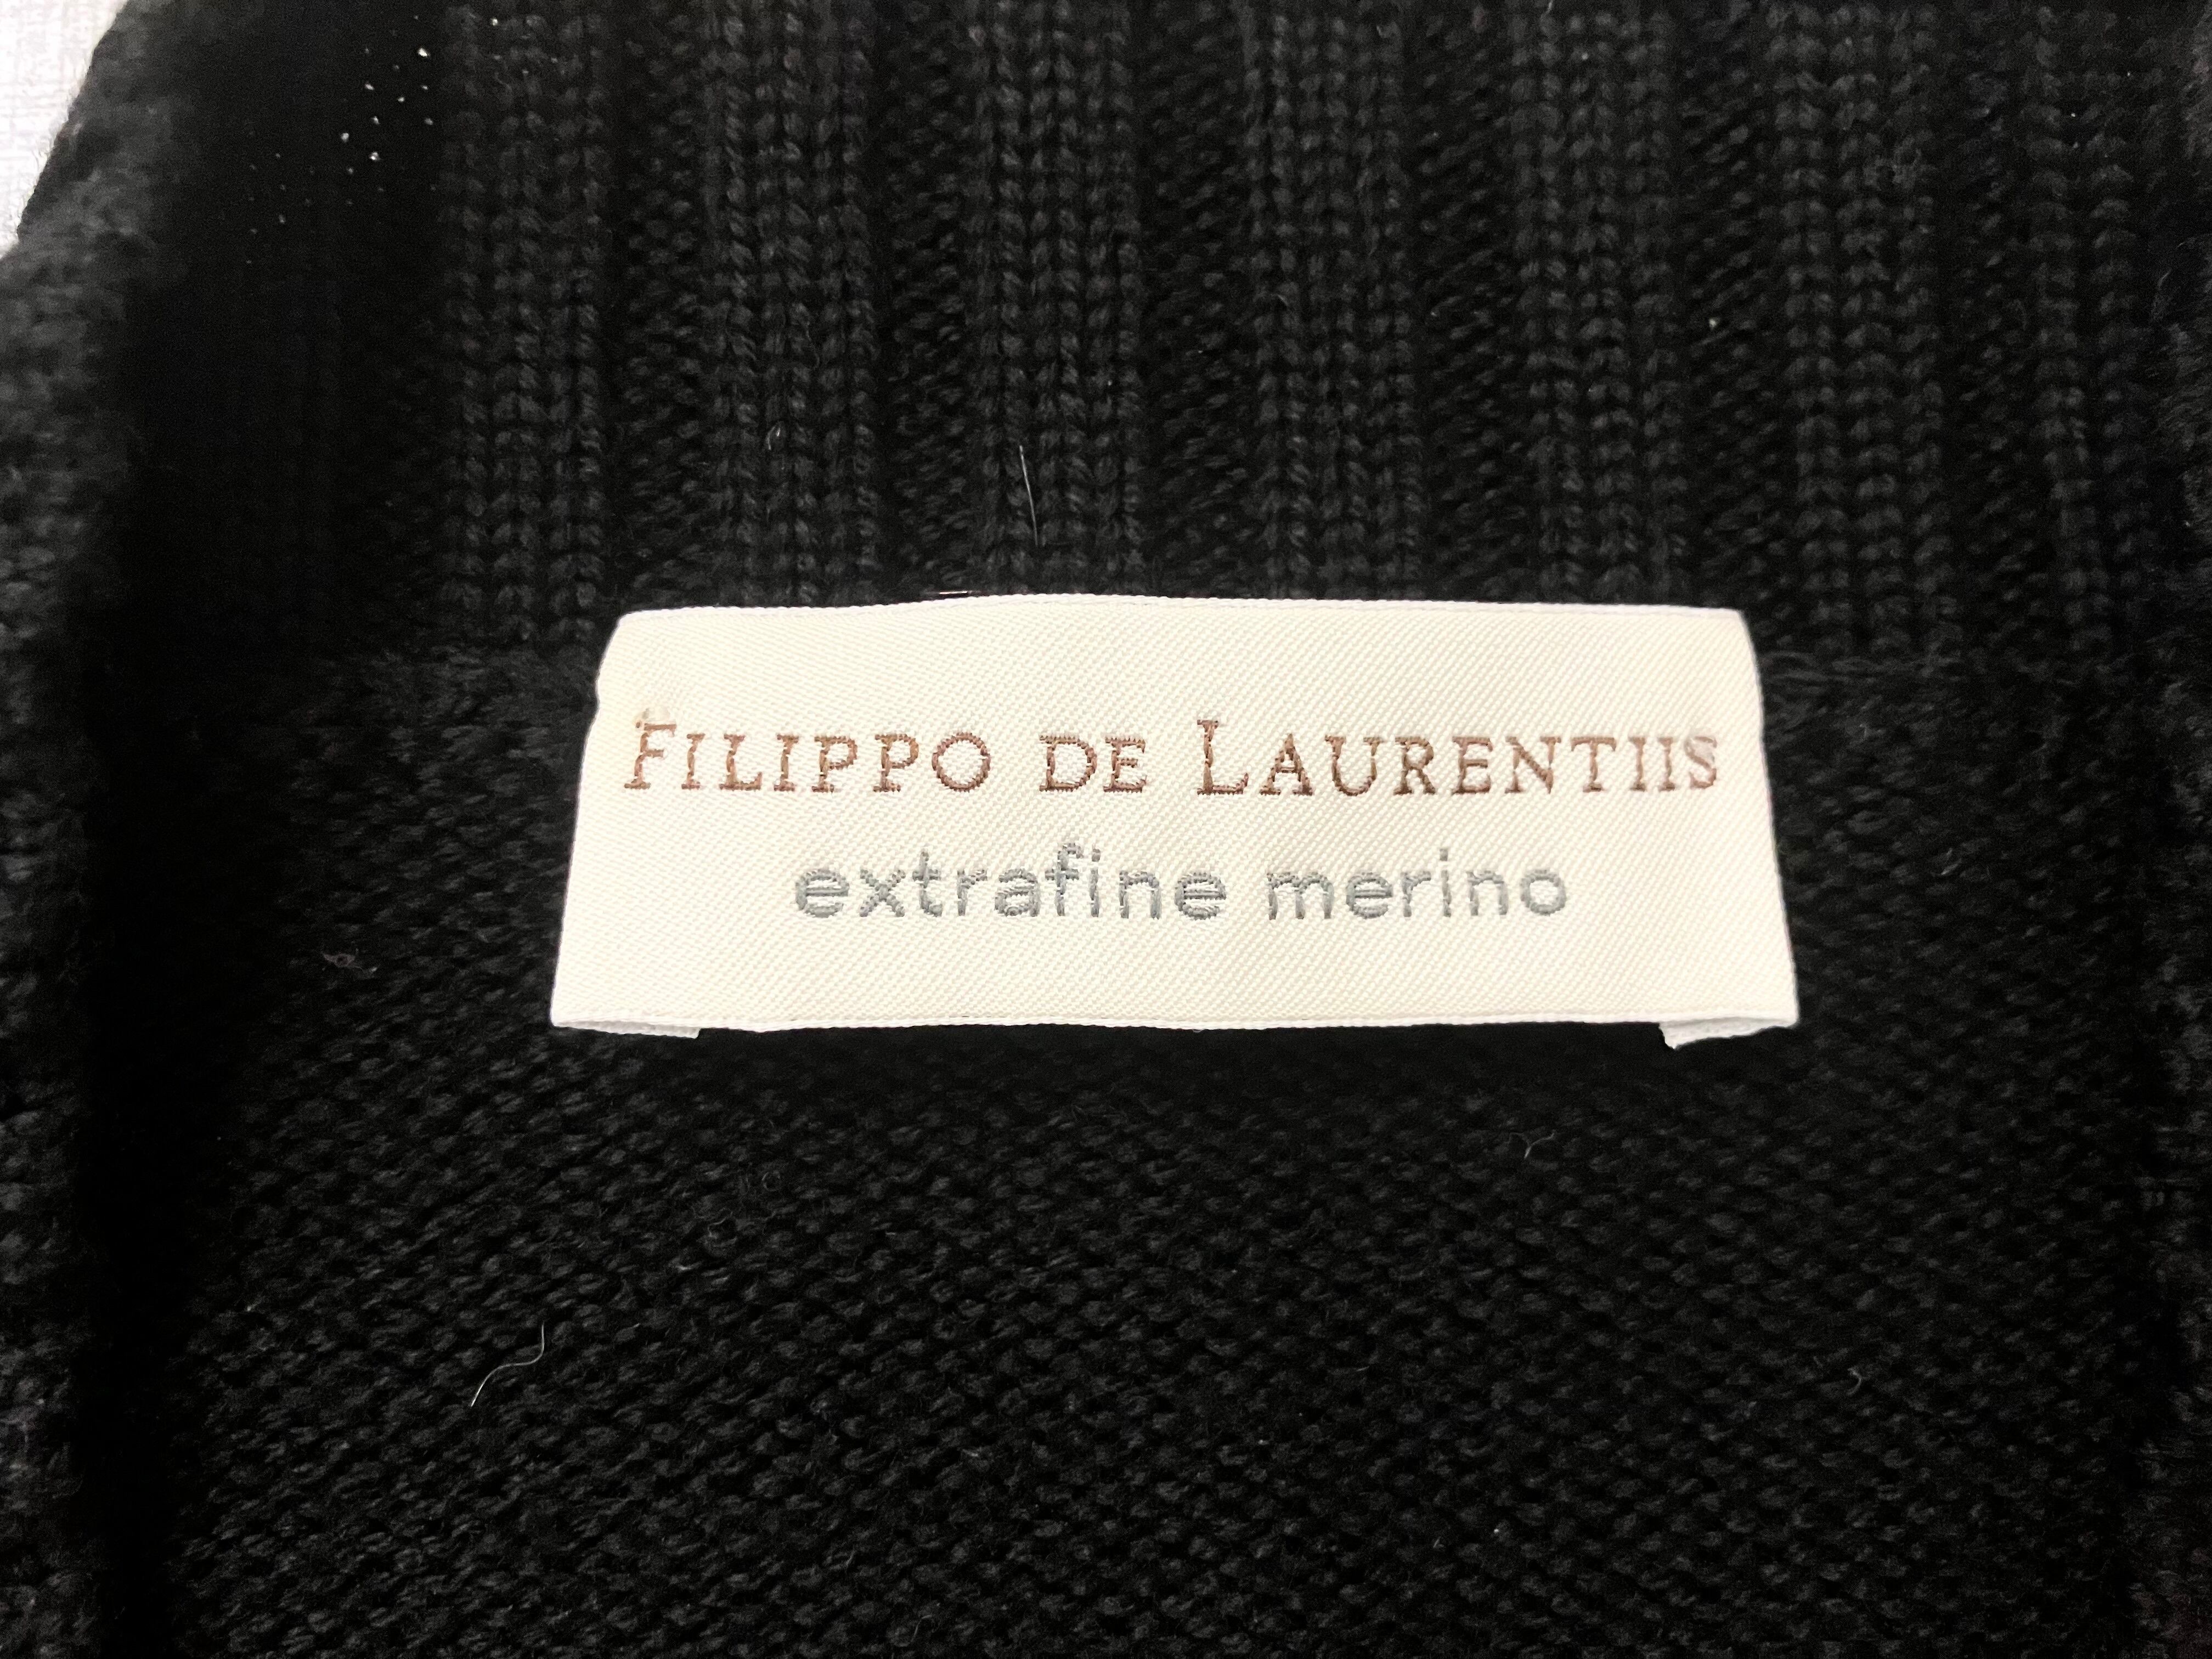 FILIPPO DE LAURENTIIS
extrafine merino